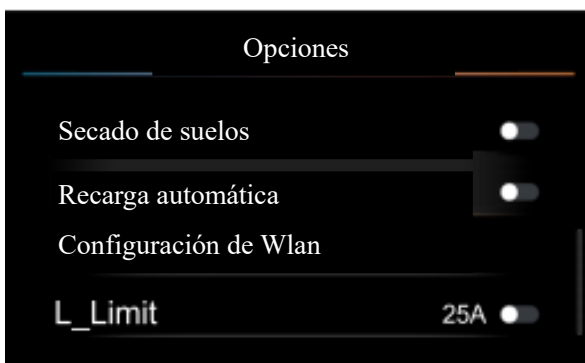 Opciones
Secado de suelos
Recarga automática
Configuración de Wlan
L_Limit 25A